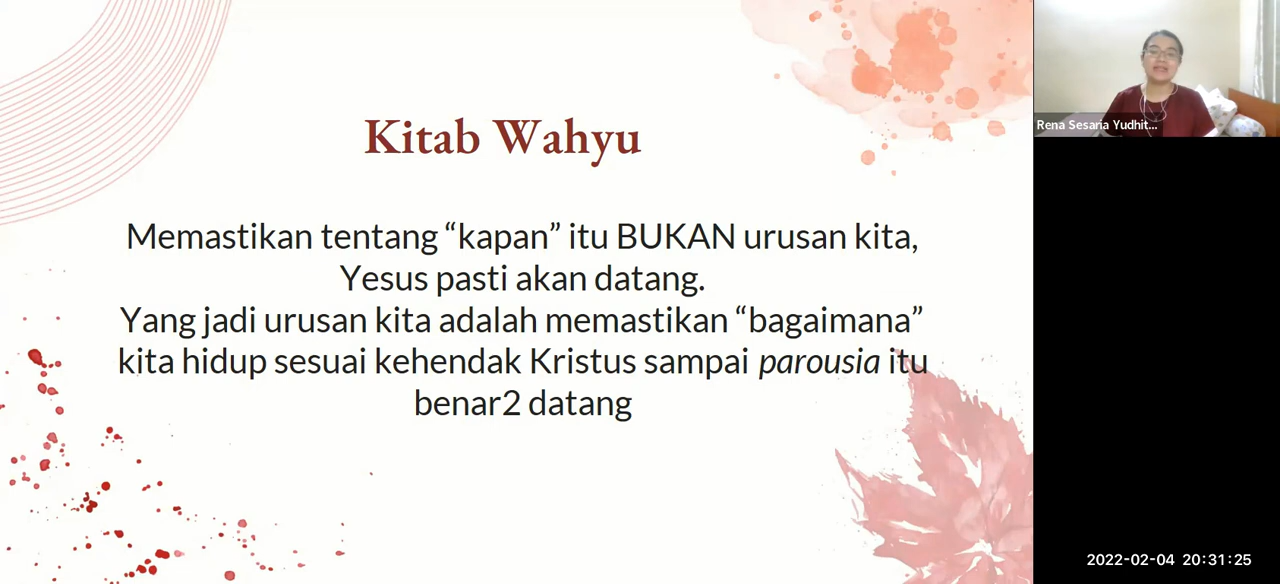 Kitab Wahyu
Memastikan tentang “kapan” itu BUKAN urusan kita,
Yesus pasti akan datang.
Yang jadi urusan kita adalah memastikan “bagaimana”
kita hidup sesuai kehendak Kristus sampai parousia itu
benar2 datang
Rena Sesaria Yudhit...
2022-02-04 20:31:25